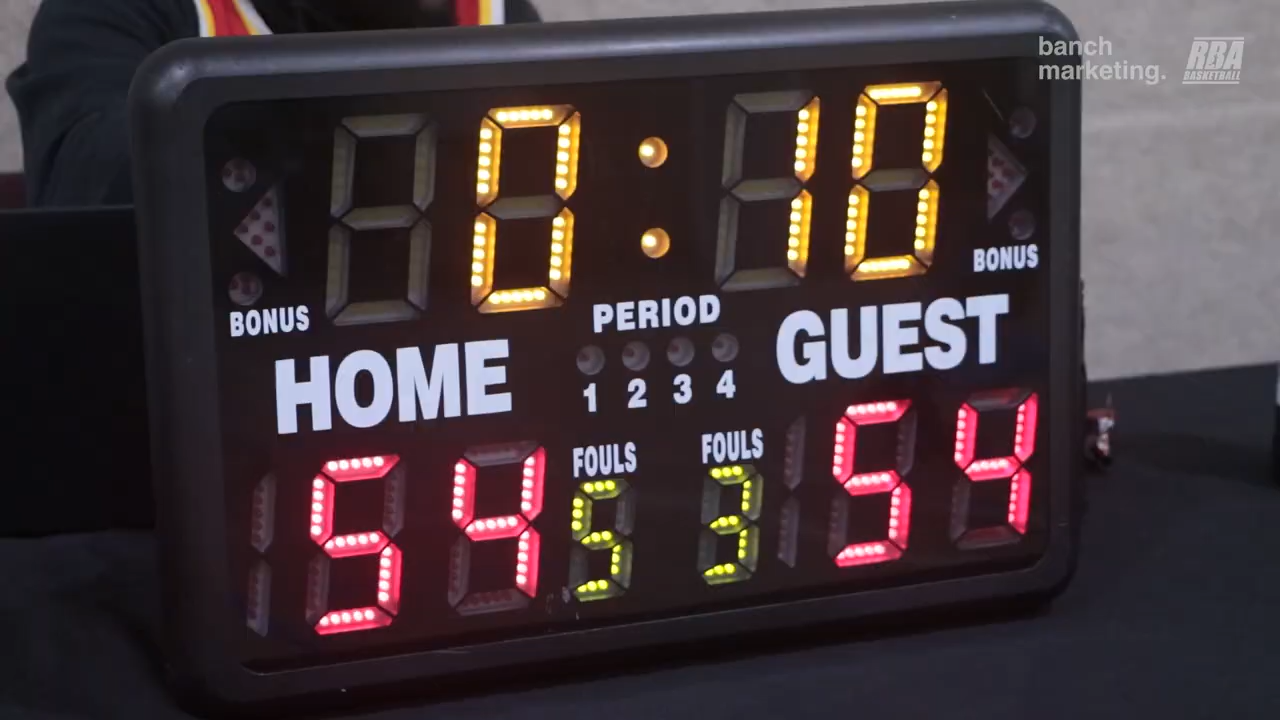 banch
marketing.
RBA
BASKETBALL
0:10
BONUS
BONUS
PERIOD
HOME
GUEST
1 2 3 4
FOULS
FOULS
54
5
3
54